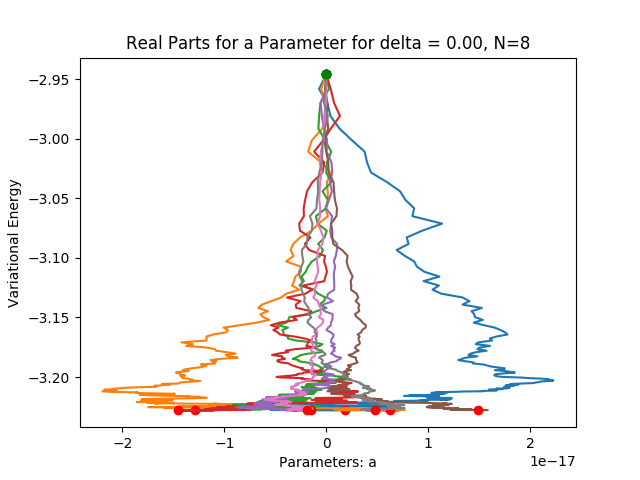 Real Parts for a Parameter for delta = 0.00, N=8
−2.95
−3.00
−3.05
−3.10
−3.15
−3.20
Variational Energy
−2
−1
0
1
2
1e−17
Parameters: a